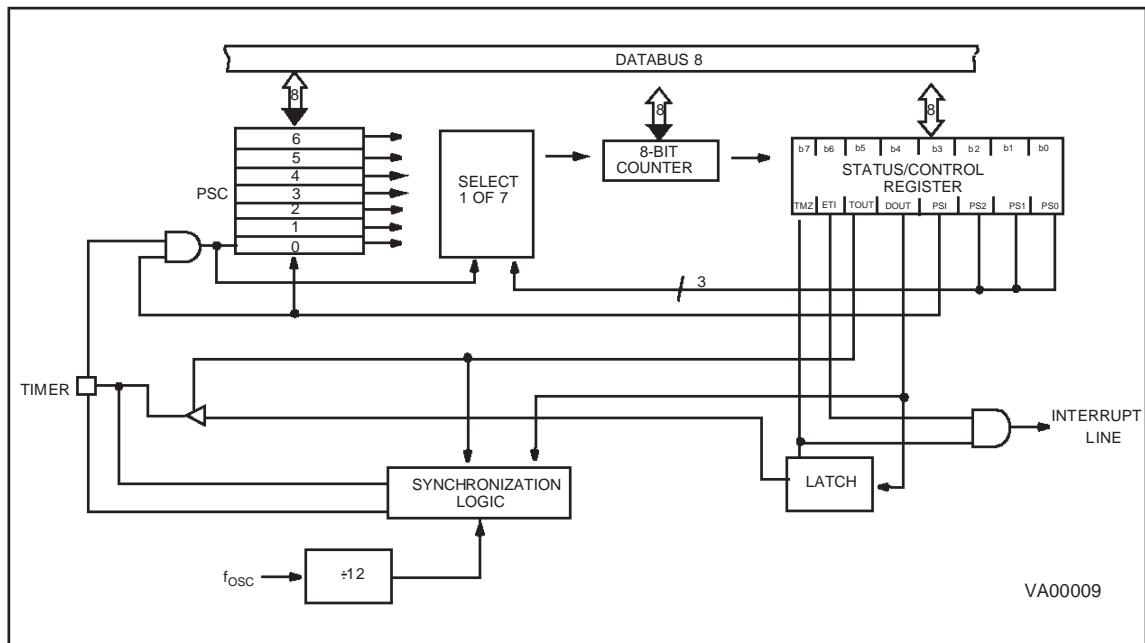 DATABUS 8
8
8
8
6
5
4
3
2
1
0
PSC
SELECT
1 OF 7
8-BIT
COUNTER
b7 b6 b5 b4 b3 b2 b1 b0
STATUS/CONTROL
REGISTER
TMZ ETI TOUT DOUT PSI PS2 PS1 PS0
3
TIMER
INTERRUPT
LINE
SYNCHRONIZATION
LOGIC
LATCH
fOSC
÷12
VA00009